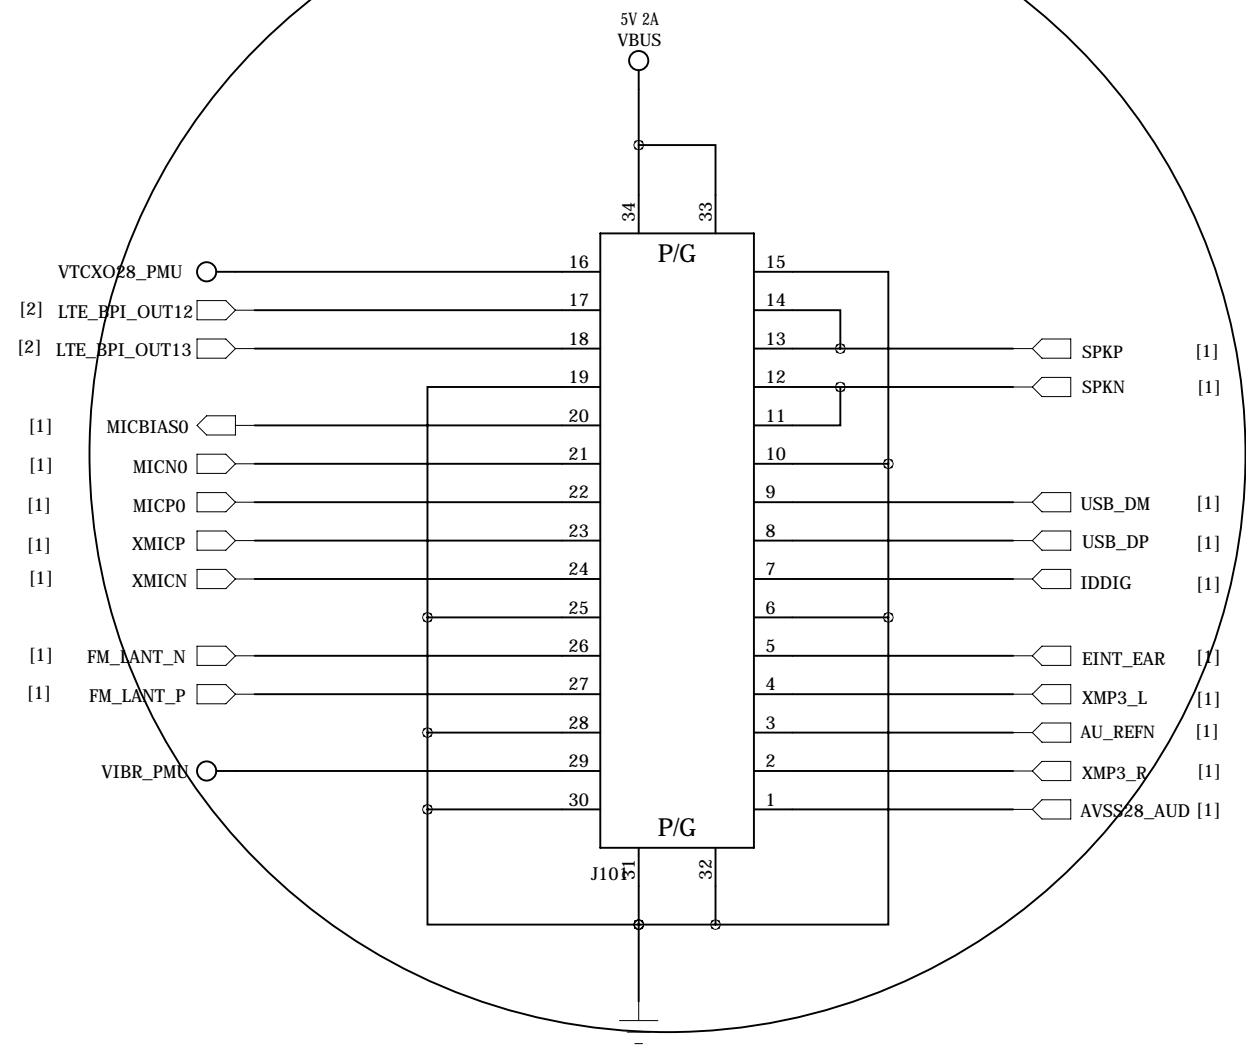 5V 2A
VBUS
34 33
P/G
VTCXO28_PMU 16 15
[2] LTE_BPI_OUT12 17 14
[2] LTE_BPI_OUT13 18 13 SPKP [1]
19 12 SPKN [1]
[1] MICBIAS0 20 11
[1] MICN0 21 10
[1] MICP0 22 9 USB_DM [1]
[1] XMICP 23 8 USB_DP [1]
[1] XMICN 24 7 IDDIG [1]
25 6
[1] FM_LANT_N 26 5 EINT_EAR [1]
[1] FM_LANT_P 27 4 XMP3_L [1]
28 3 AU_REFN [1]
VIBR_PMU 29 2 XMP3_R [1]
30 1 AVSS28_AUD [1]
P/G
J101 31 32